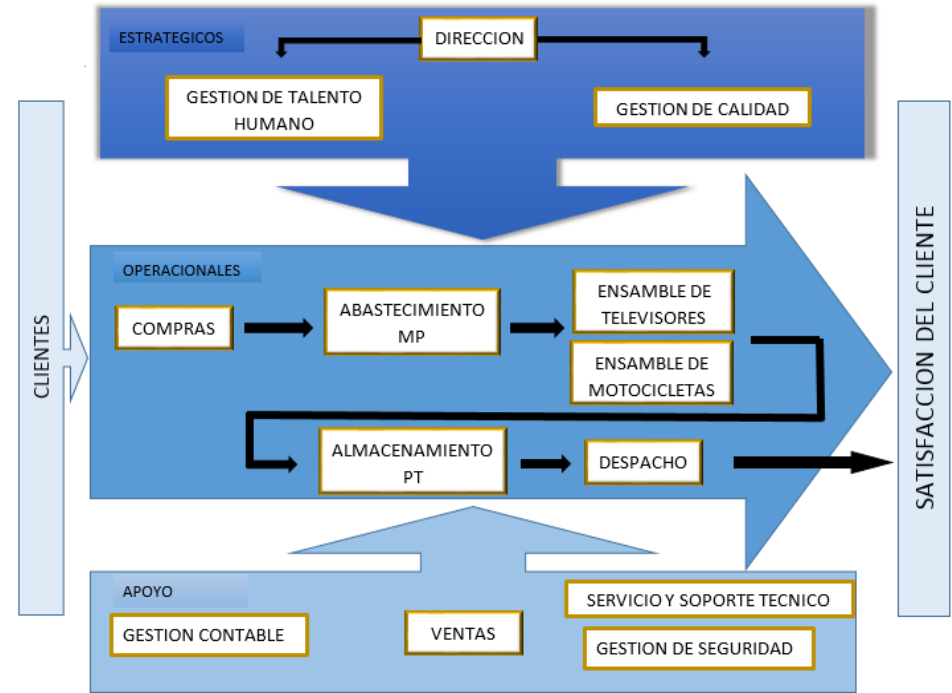 ESTRATEGICOS
DIRECCION
GESTION DE TALENTO
HUMANO
GESTION DE CALIDAD
CLIENTES
OPERACIONALES
COMPRAS
ABASTECIMIENTO
MP
ENSAMBLE DE
TELEVISORES
ENSAMBLE DE
MOTOCICLETAS
ALMACENAMIENTO
PT
DESPACHO
SATISFACCION DEL CLIENTE
APOYO
GESTION CONTABLE
VENTAS
SERVICIO Y SOPORTE TECNICO
GESTION DE SEGURIDAD